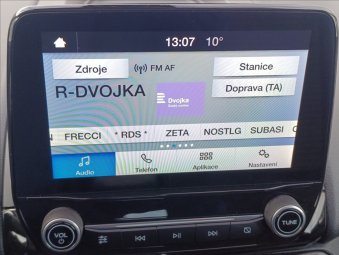 13:07 10°
Zdroje FM AF Stanice
R-DVOJKA Dvojka Doprava (TA)
N FRECCI * RDS * ZETA NOSTLG SUBASI C
Audio Telefon Aplikace Nastavení
VOL TUNE